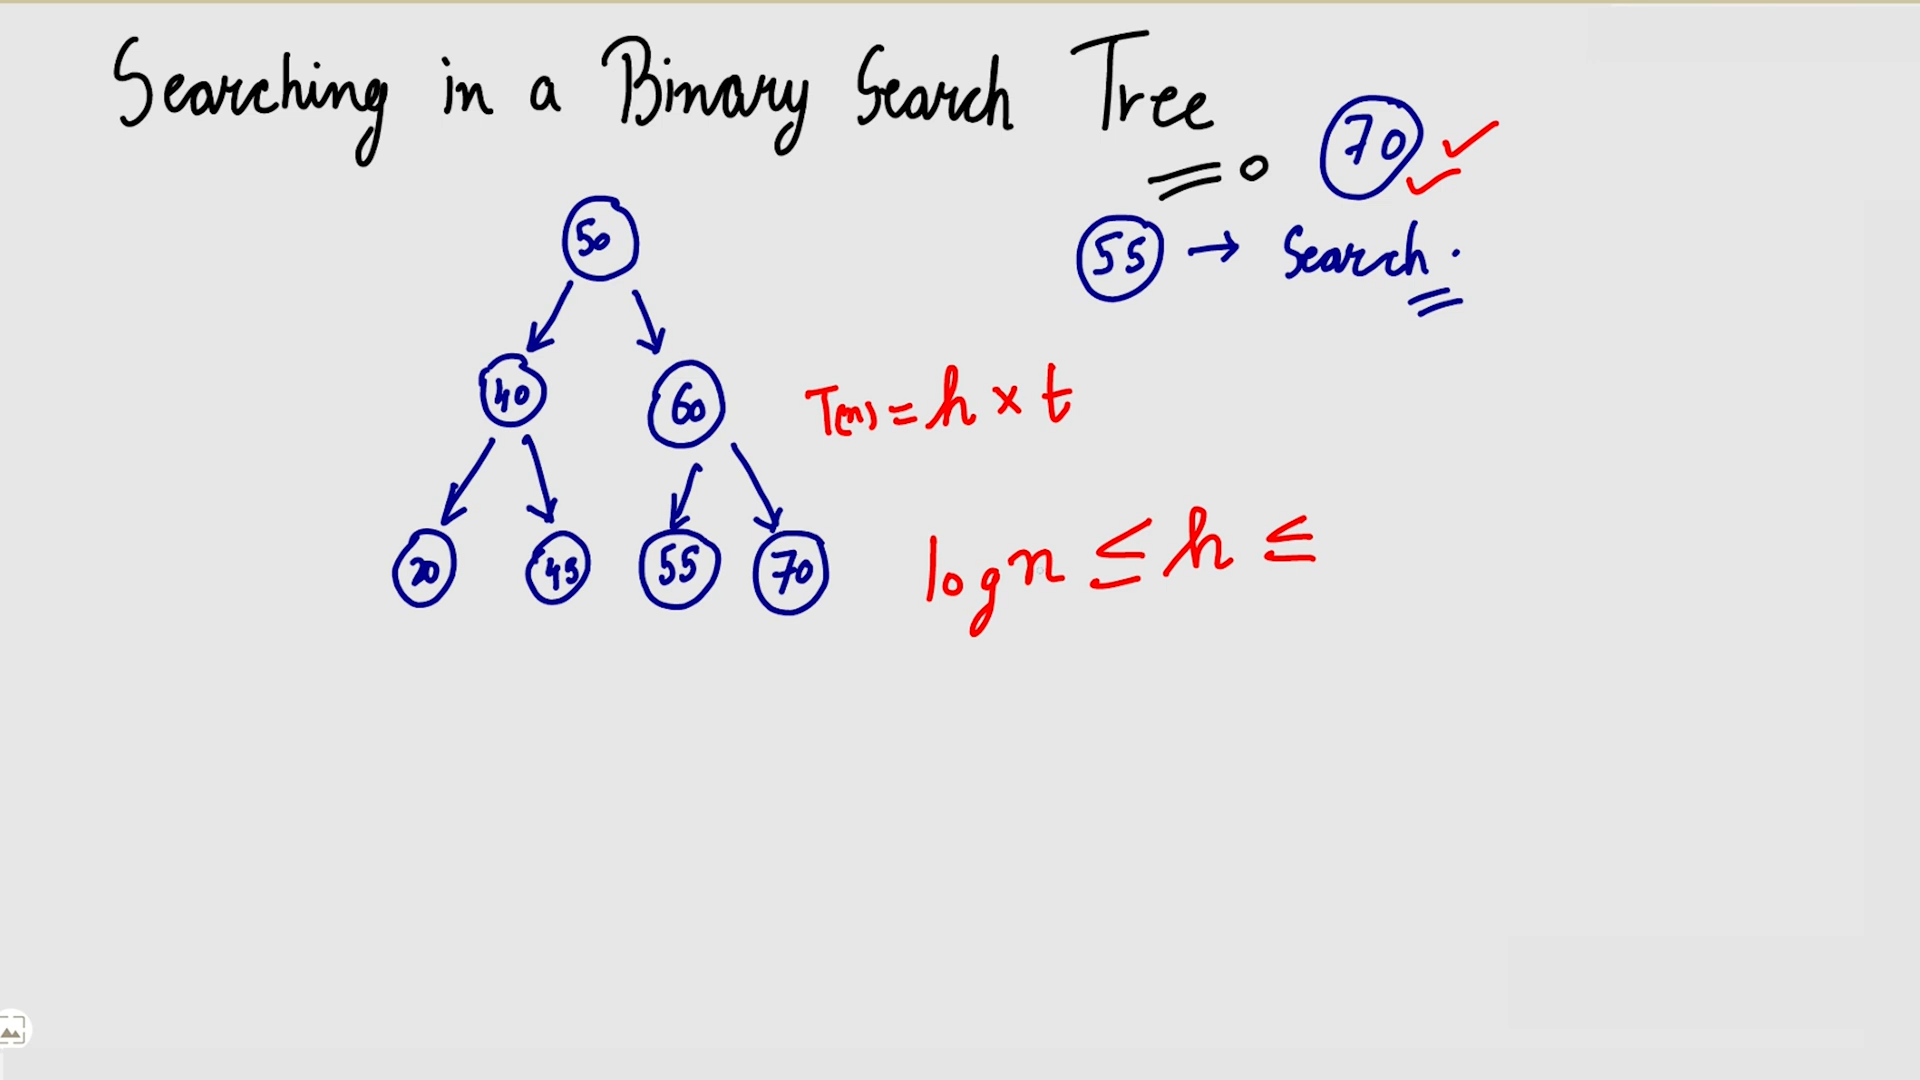 Searching in a Binary Search Tree
70
55 → Search.
50
40 60
T(n) = h × t
20 45 55 70
log n ≤ h ≤